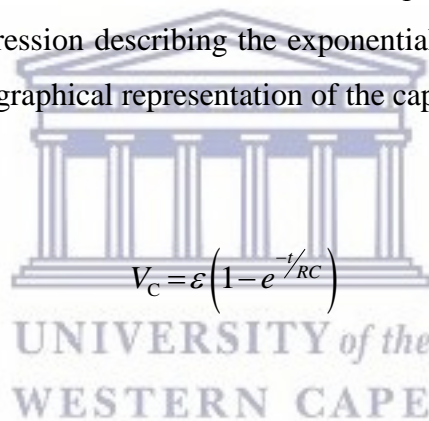 ression describing the exponential
graphical representation of the cap
V_C = ε(1 − e^{−t/RC})
UNIVERSITY of the
WESTERN CAPE